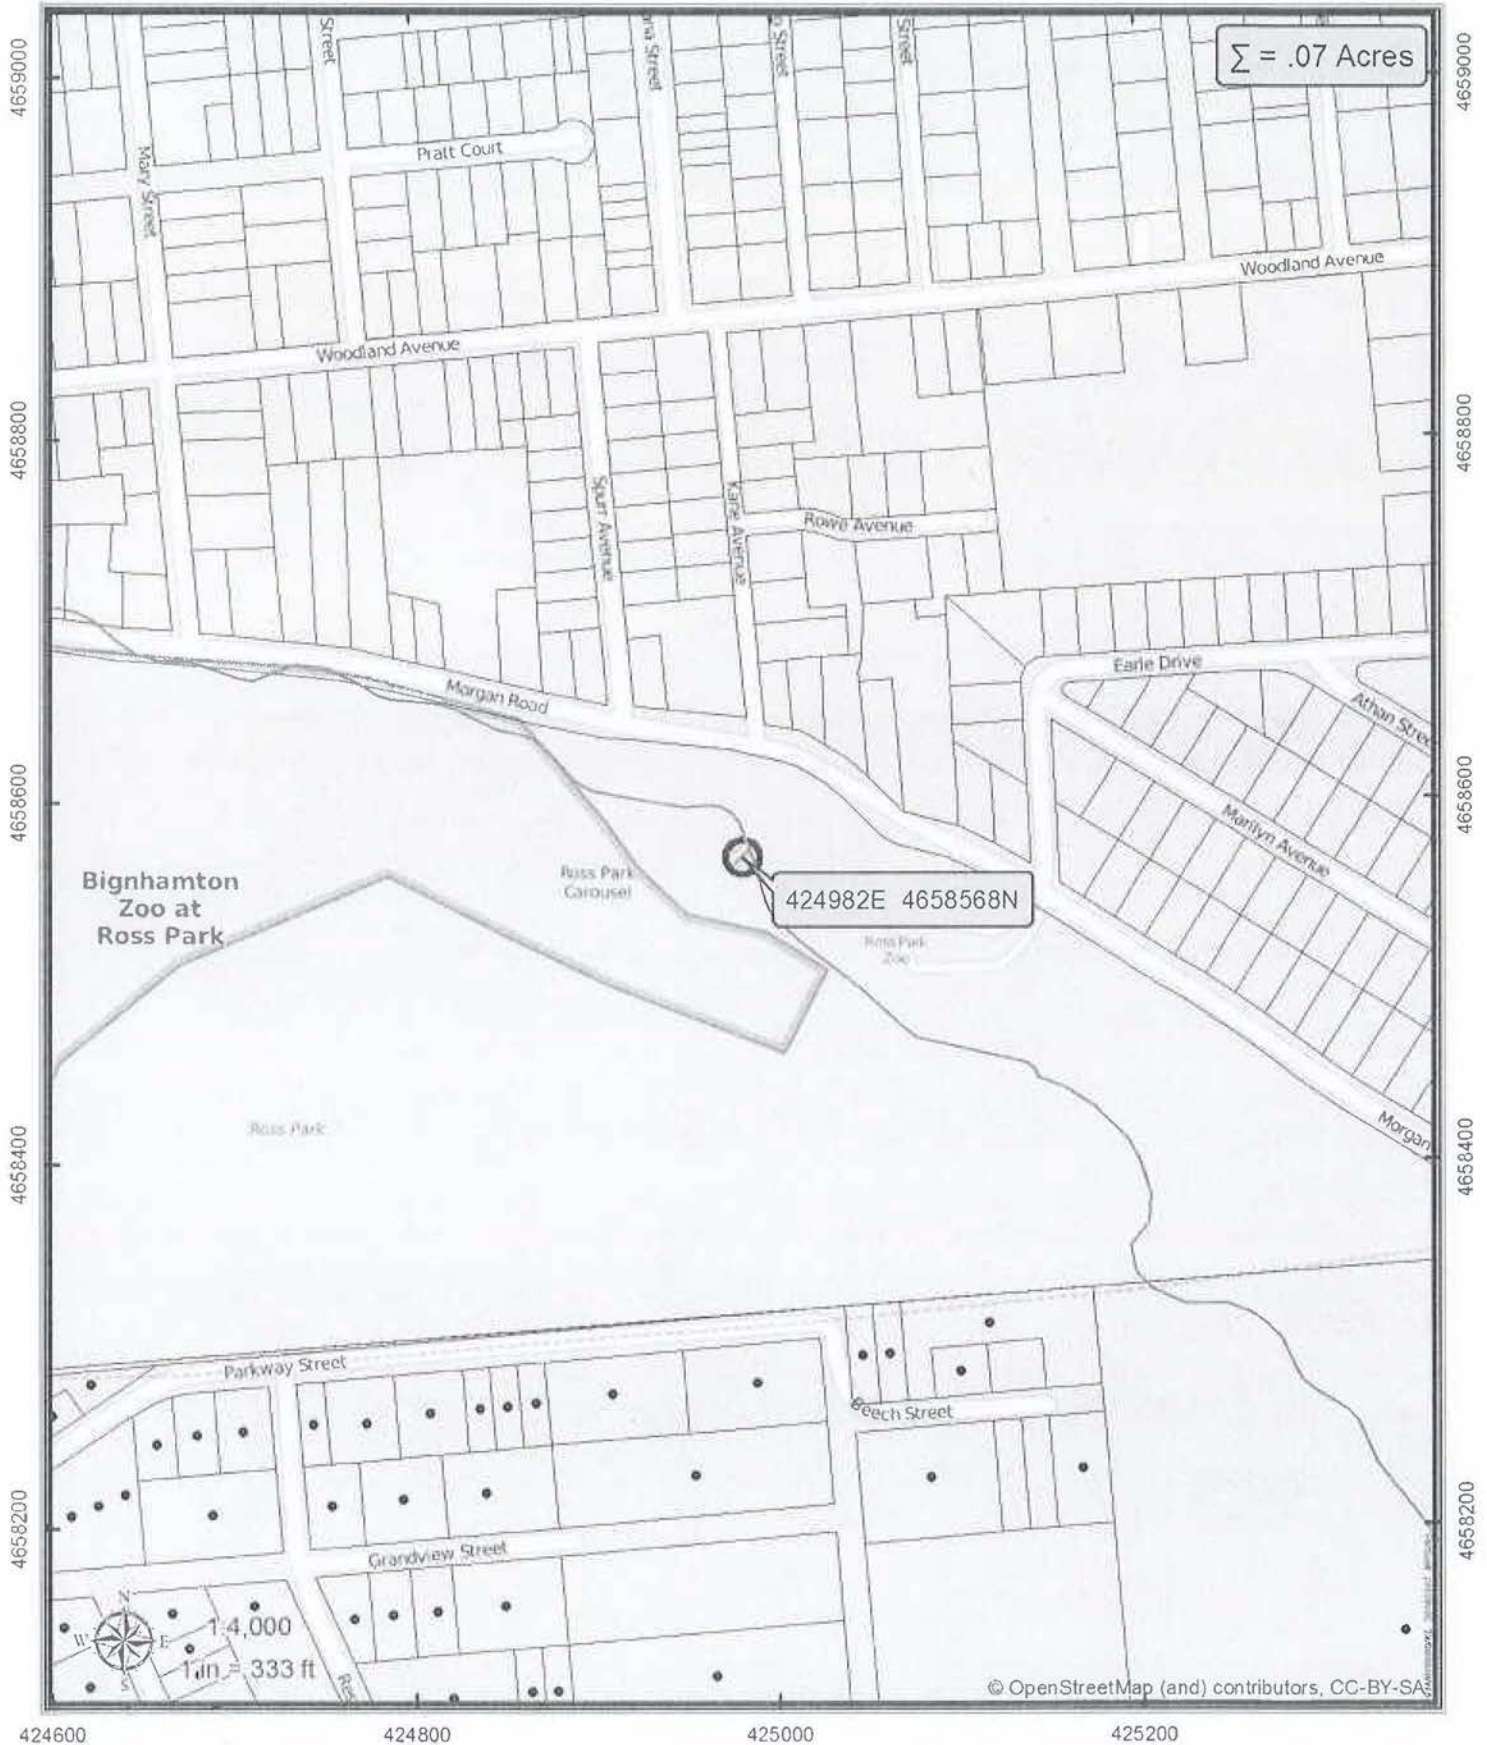 Street
Street
Street
Σ = .07 Acres
4659000
4659000
Pratt Court
Mary Street
Woodland Avenue
Woodland Avenue
4658800
4658800
Spurr Avenue
Kane Avenue
Rowe Avenue
Earle Drive
Morgan Road
Athan Stree
4658600
4658600
Marilyn Avenue
Bignhamton
Zoo at
Ross Park
Ross Park
Carousel
424982E 4658568N
Ross Park
Zoo
Ross Park
Morgan
4658400
4658400
Parkway Street
Beech Street
4658200
4658200
Grandview Street
N
W E
S
1:4,000
1 in = 333 ft
© OpenStreetMap (and) contributors, CC-BY-SA
424600
424800
425000
425200